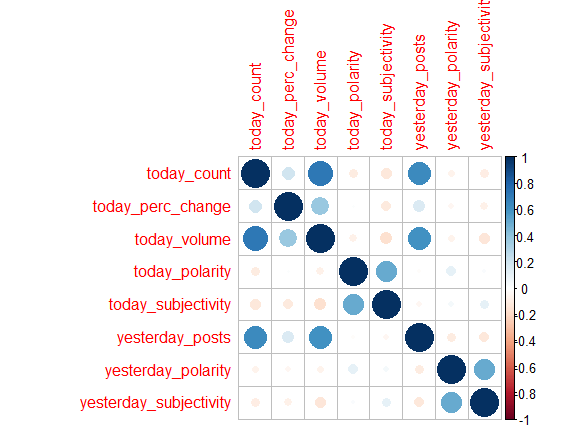 today_count
today_perc_change
today_volume
today_polarity
today_subjectivity
yesterday_posts
yesterday_polarity
yesterday_subjectivity
today_count
today_perc_change
today_volume
today_polarity
today_subjectivity
yesterday_posts
yesterday_polarity
yesterday_subjectivity
1
0.8
0.6
0.4
0.2
0
-0.2
-0.4
-0.6
-0.8
-1